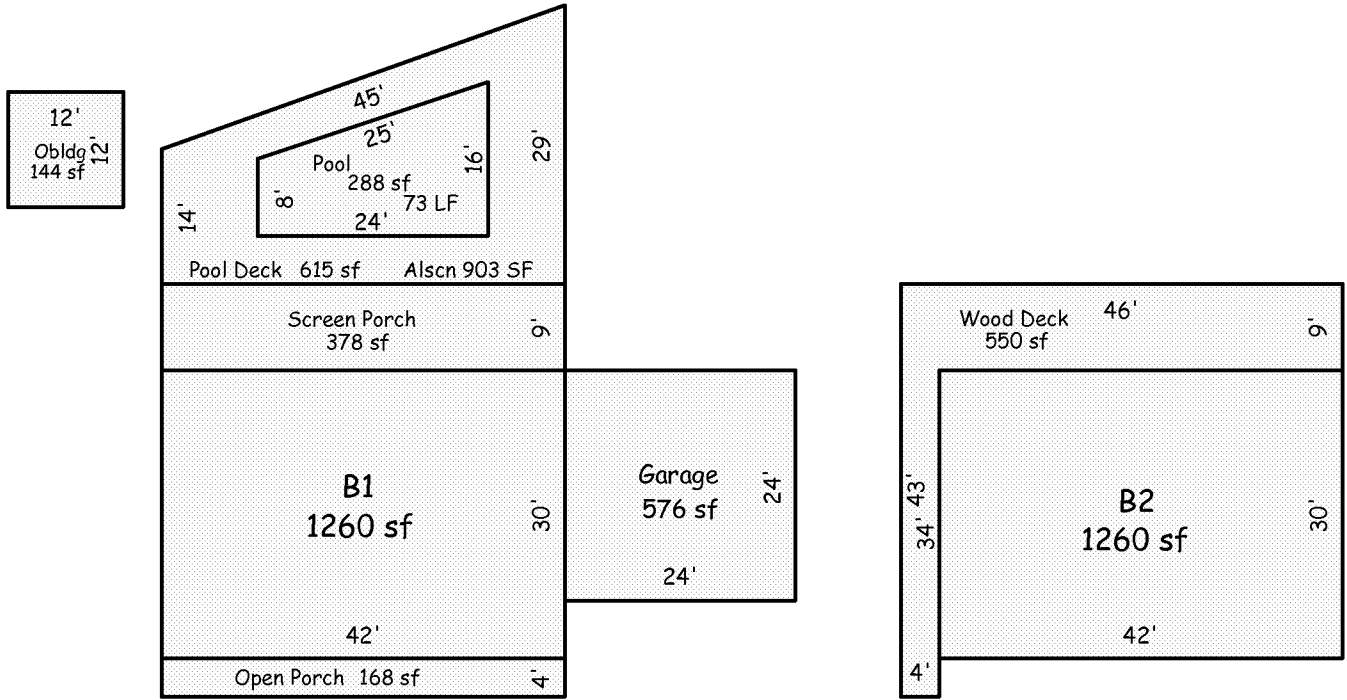 12'
Obldg
12'
144 sf
45'
25'
Pool
16'
29'
288 sf
8'
73 LF
14'
24'
Pool Deck 615 sf Alscn 903 SF
Screen Porch
378 sf
9'
B1
1260 sf
30'
42'
Open Porch 168 sf
4'
Garage
576 sf
24'
24'
46'
Wood Deck
550 sf
9'
43'
34'
B2
1260 sf
30'
42'
4'